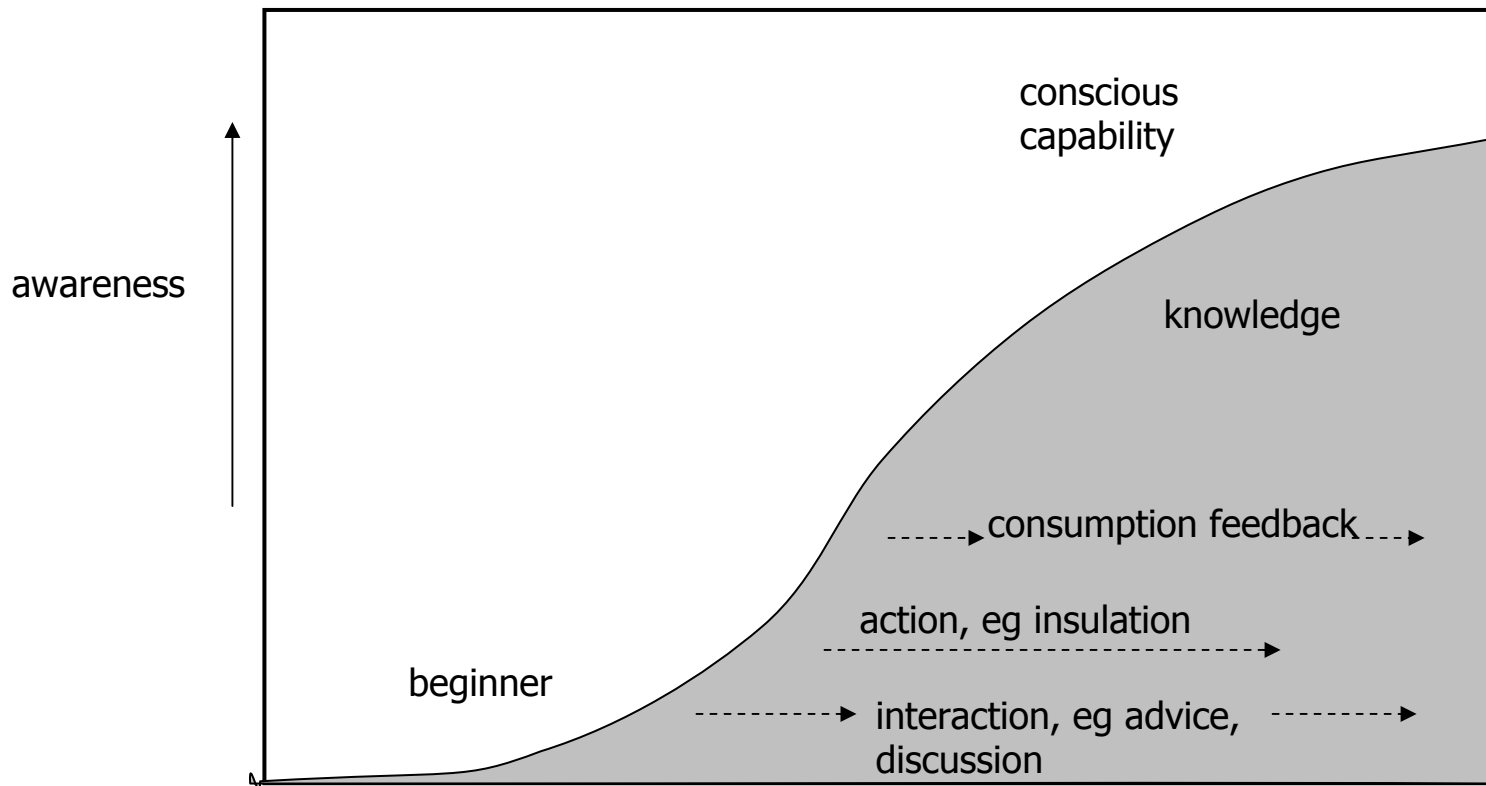 conscious
capability
awareness
knowledge
consumption feedback
action, eg insulation
beginner
interaction, eg advice,
discussion